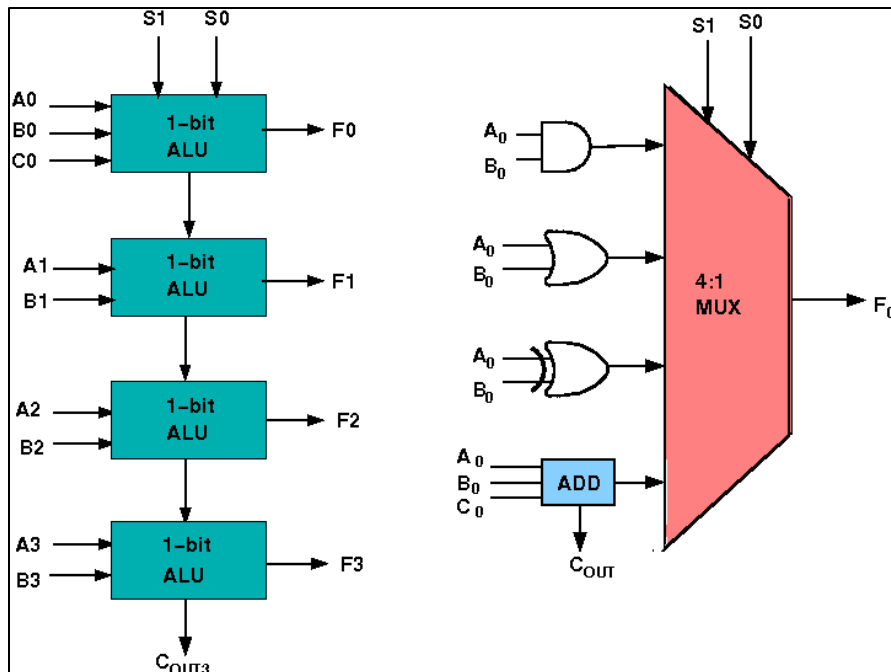 S1 S0
A0
B0
C0
1-bit
ALU
F0
A1
B1
1-bit
ALU
F1
A2
B2
1-bit
ALU
F2
A3
B3
1-bit
ALU
F3
COUT3
S1 S0
A0
B0
A0
B0
A0
B0
A0
B0
C0
ADD
COUT
4:1
MUX
F0